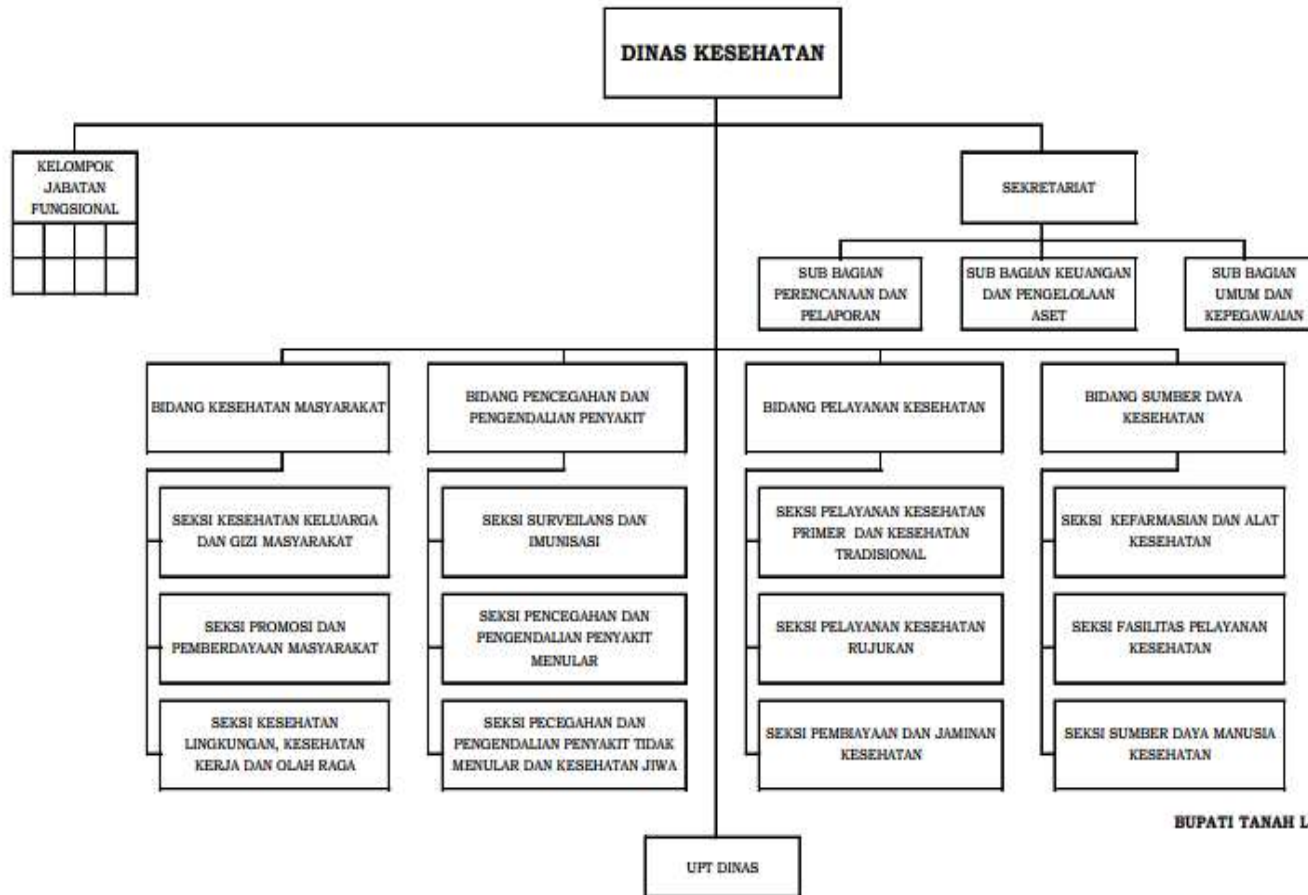 DINAS KESEHATAN
KELOMPOK
JABATAN
FUNGSIONAL
SEKRETARIAT
SUB BAGIAN
PERENCANAAN DAN
PELAPORAN
SUB BAGIAN KEUANGAN
DAN PENGELOLAAN
ASET
SUB BAGIAN
UMUM DAN
KEPEGAWAIAN
BIDANG KESEHATAN MASYARAKAT
BIDANG PENCEGAHAN DAN
PENGENDALIAN PENYAKIT
BIDANG PELAYANAN KESEHATAN
BIDANG SUMBER DAYA
KESEHATAN
SEKSI KESEHATAN KELUARGA
DAN GIZI MASYARAKAT
SEKSI SURVEILANS DAN
IMUNISASI
SEKSI PELAYANAN KESEHATAN
PRIMER DAN KESEHATAN
TRADISIONAL
SEKSI KEFARMASIAN DAN ALAT
KESEHATAN
SEKSI PROMOSI DAN
PEMBERDAYAAN MASYARAKAT
SEKSI PENCEGAHAN DAN
PENGENDALIAN PENYAKIT
MENULAR
SEKSI PELAYANAN KESEHATAN
RUJUKAN
SEKSI FASILITAS PELAYANAN
KESEHATAN
SEKSI KESEHATAN
LINGKUNGAN, KESEHATAN
KERJA DAN OLAH RAGA
SEKSI PECEGAHAN DAN
PENGENDALIAN PENYAKIT TIDAK
MENULAR DAN KESEHATAN JIWA
SEKSI PEMBIAYAAN DAN JAMINAN
KESEHATAN
SEKSI SUMBER DAYA MANUSIA
KESEHATAN
BUPATI TANAH L
UPT DINAS